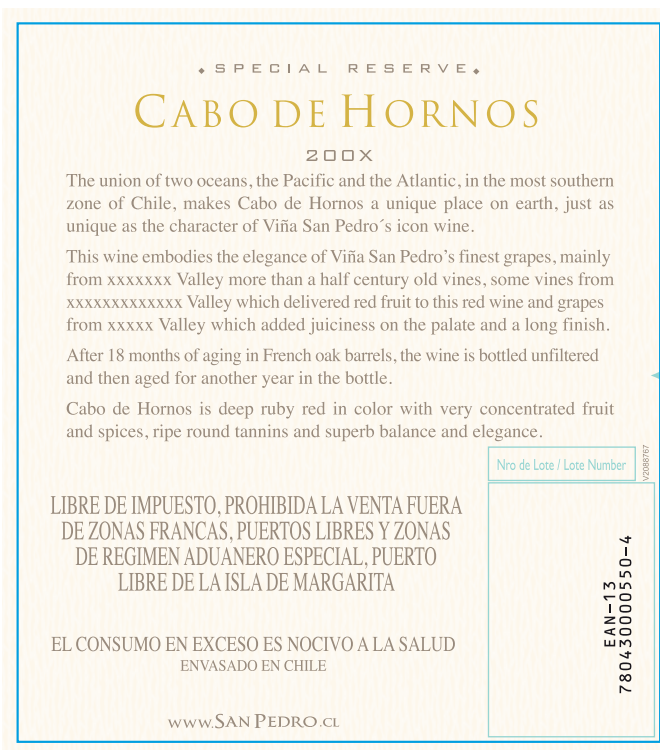 SPECIAL RESERVE
CABO DE HORNOS
200X
The union of two oceans, the Pacific and the Atlantic, in the most southern
zone of Chile, makes Cabo de Hornos a unique place on earth, just as
unique as the character of Viña San Pedro´s icon wine.
This wine embodies the elegance of Viña San Pedro's finest grapes, mainly
from xxxxxxx Valley more than a half century old vines, some vines from
xxxxxxxxxxxxx Valley which delivered red fruit to this red wine and grapes
from xxxxx Valley which added juiciness on the palate and a long finish.
After 18 months of aging in French oak barrels, the wine is bottled unfiltered
and then aged for another year in the bottle.
Cabo de Hornos is deep ruby red in color with very concentrated fruit
and spices, ripe round tannins and superb balance and elegance.
Nro de Lote / Lote Number
V2088767
LIBRE DE IMPUESTO, PROHIBIDA LA VENTA FUERA
DE ZONAS FRANCAS, PUERTOS LIBRES Y ZONAS
DE REGIMEN ADUANERO ESPECIAL, PUERTO
LIBRE DE LA ISLA DE MARGARITA
EAN-13
780430000550-4
EL CONSUMO EN EXCESO ES NOCIVO A LA SALUD
ENVASADO EN CHILE
WWW.SAN PEDRO.CL